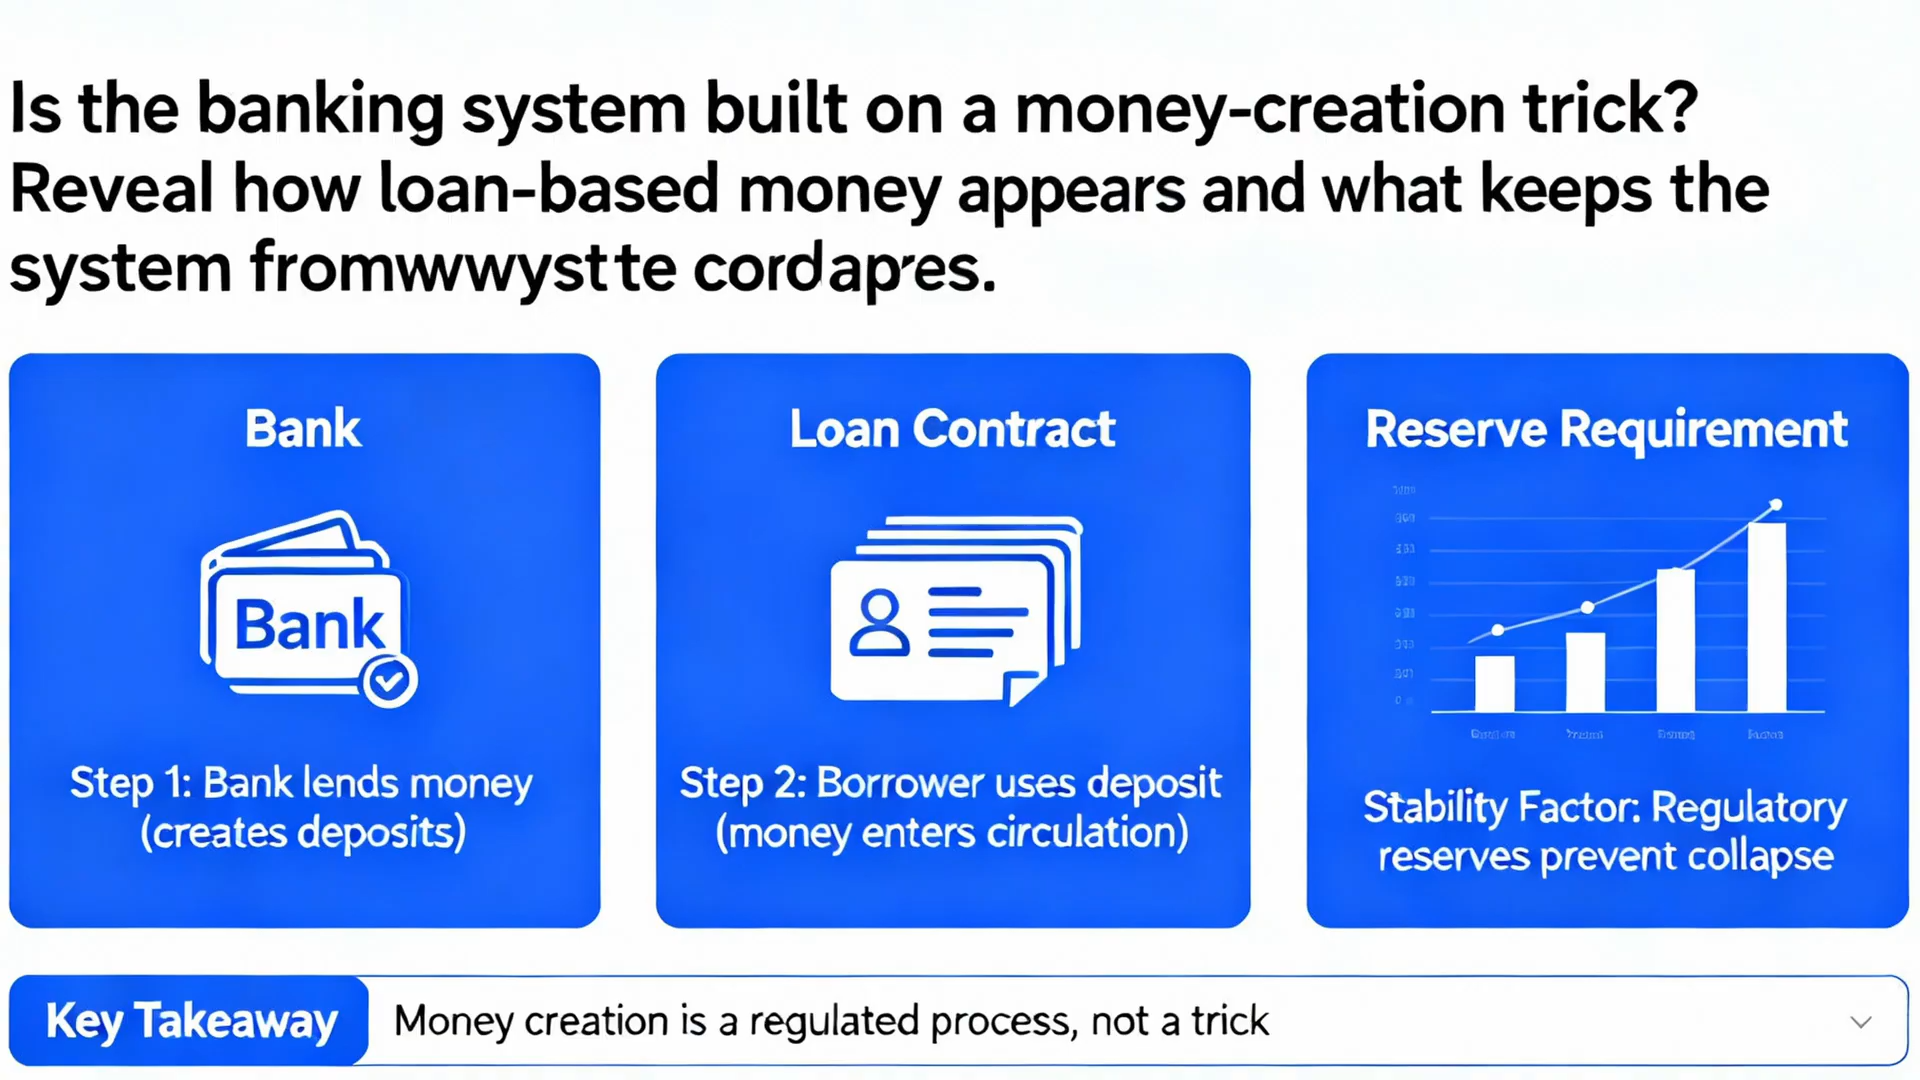 Is the banking system built on a money-creation trick?
Reveal how loan-based money appears and what keeps the
system
Bank
Loan Contract
Reserve Requirement
Bank
Step 1: Bank lends money
(creates deposits)
Step 2: Borrower uses deposit
(money enters circulation)
Stability Factor: Regulatory
reserves prevent collapse
Key Takeaway
Money creation is a regulated process, not a trick